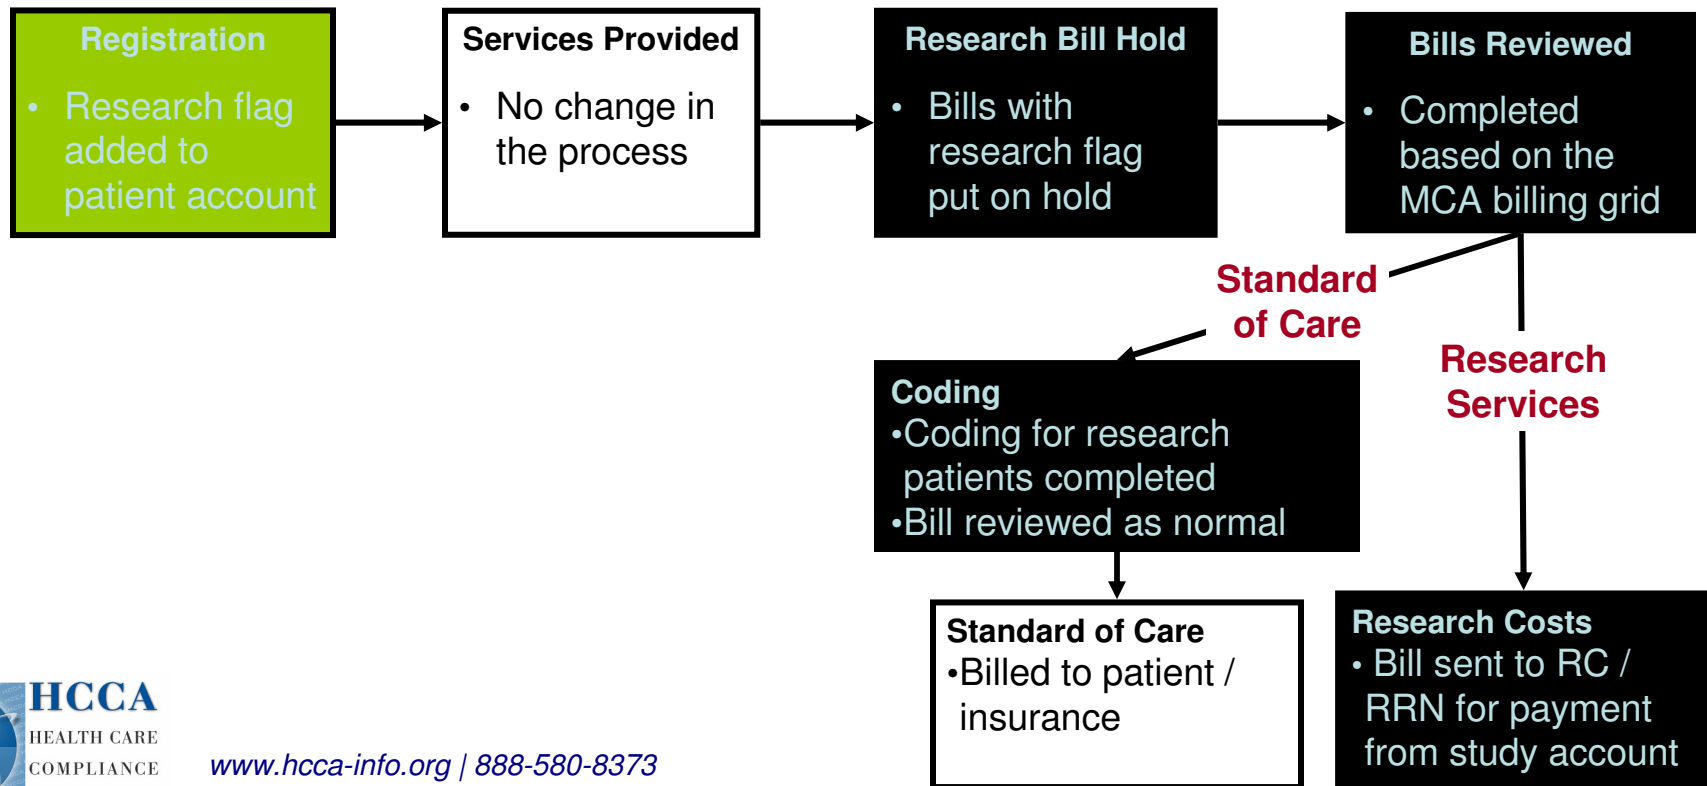 Registration
• Research flag
added to
patient account
Services Provided
• No change in
the process
Research Bill Hold
• Bills with
research flag
put on hold
Bills Reviewed
• Completed
based on the
MCA billing grid
Standard
of Care
Research
Services
Coding
•Coding for research
patients completed
•Bill reviewed as normal
Standard of Care
•Billed to patient /
insurance
Research Costs
• Bill sent to RC /
RRN for payment
from study account
HCCA
HEALTH CARE
COMPLIANCE
www.hcca-info.org | 888-580-8373